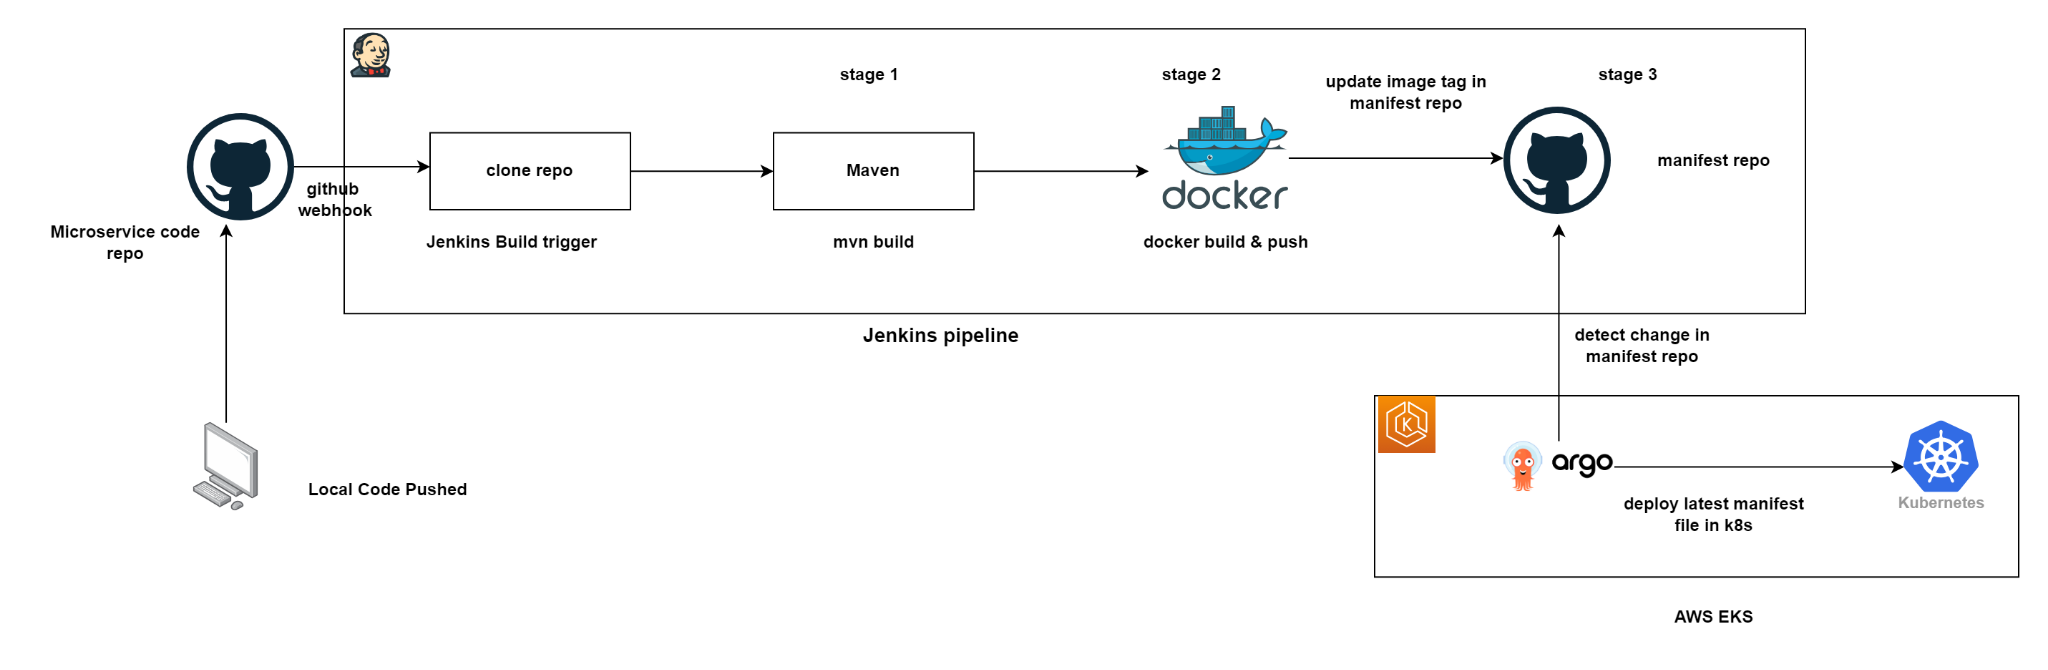 stage 1
stage 2
update image tag in
manifest repo
stage 3
clone repo
Maven
docker
manifest repo
github
webhook
Microservice code
repo
Jenkins Build trigger
mvn build
docker build & push
Jenkins pipeline
detect change in
manifest repo
K
argo
deploy latest manifest
file in k8s
Kubernetes
Local Code Pushed
AWS EKS